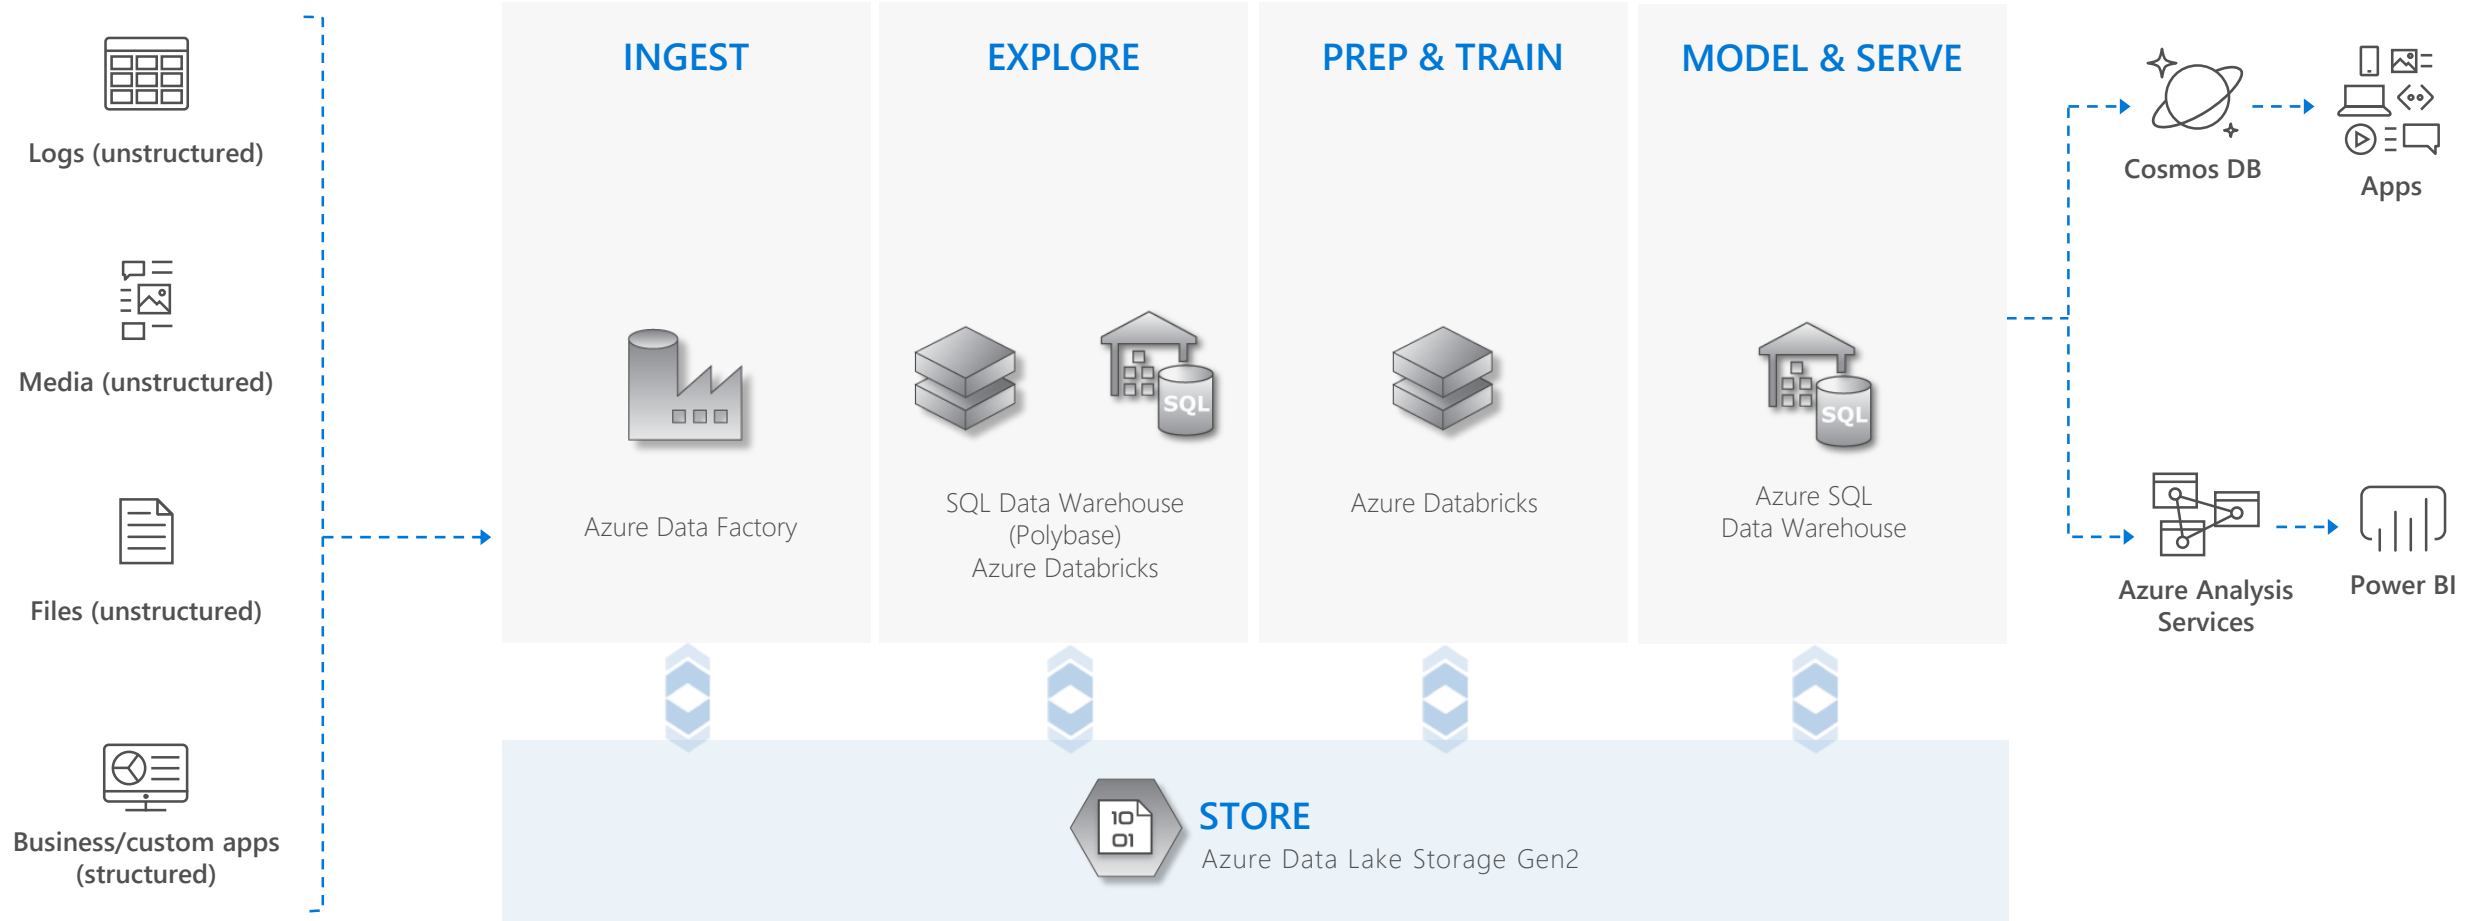 Logs (unstructured)
Media (unstructured)
Files (unstructured)
Business/custom apps
(structured)
INGEST
Azure Data Factory
EXPLORE
SQL
SQL Data Warehouse
(Polybase)
Azure Databricks
PREP & TRAIN
Azure Databricks
MODEL & SERVE
SQL
Azure SQL
Data Warehouse
10
01
STORE
Azure Data Lake Storage Gen2
Cosmos DB
Apps
Azure Analysis
Services
Power BI